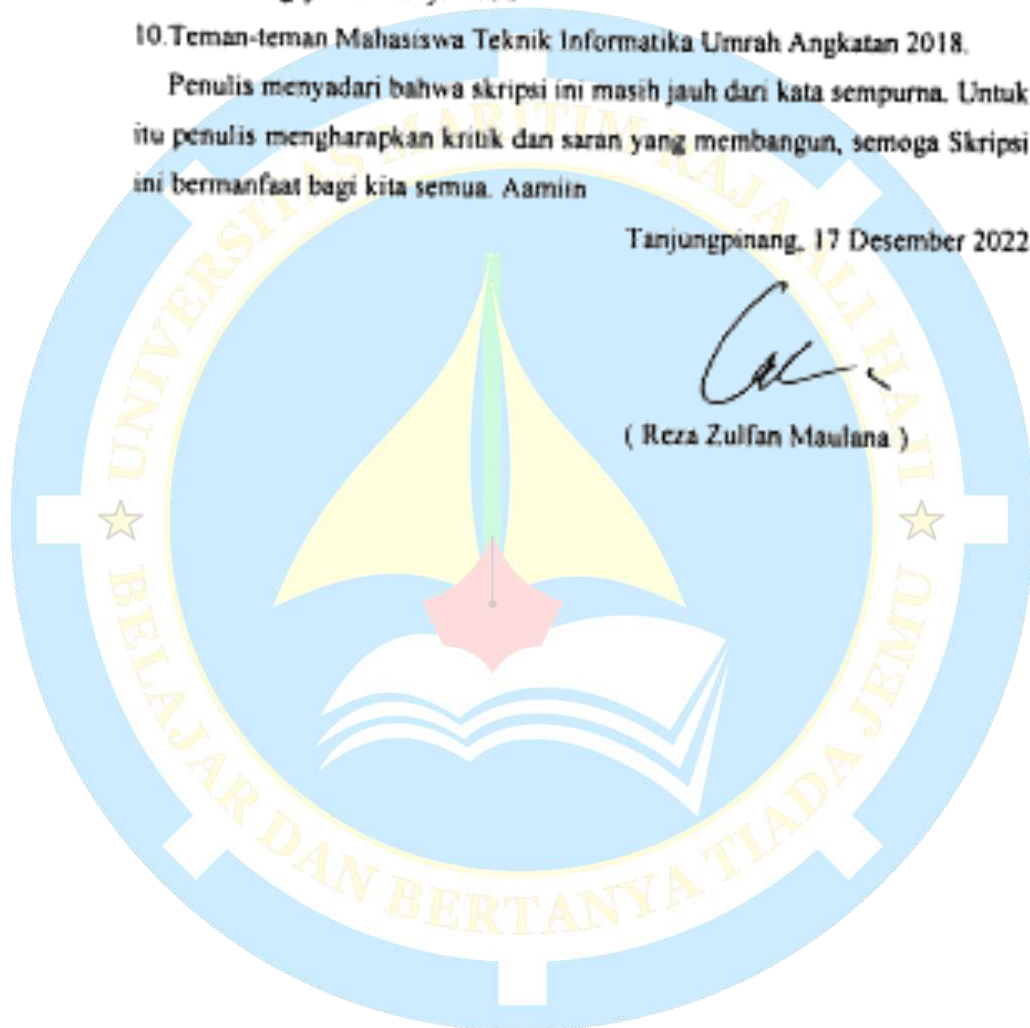 10.Teman-teman Mahasiswa Teknik Informatika Umrah Angkatan 2018.
Penulis menyadari bahwa skripsi ini masih jauh dari kata sempurna. Untuk
itu penulis mengharapkan kritik dan saran yang membangun, semoga Skripsi
ini bermanfaat bagi kita semua. Aamiin
Tanjungpinang, 17 Desember 2022
( Reza Zulfan Maulana )
UNIVERSITAS MARITIM RAJA ALI HAJI
BELAJAR DAN BERTANYA TIADA JEMU